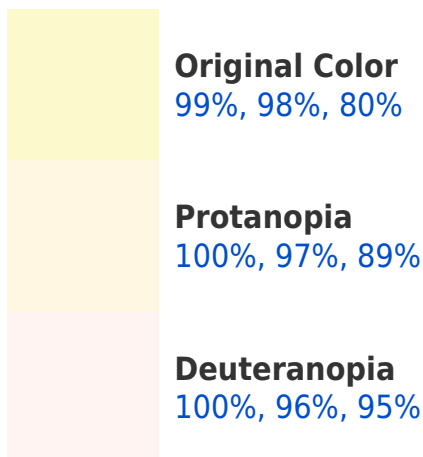 Original Color
99%, 98%, 80%
Protanopia
100%, 97%, 89%
Deuteranopia
100%, 96%, 95%